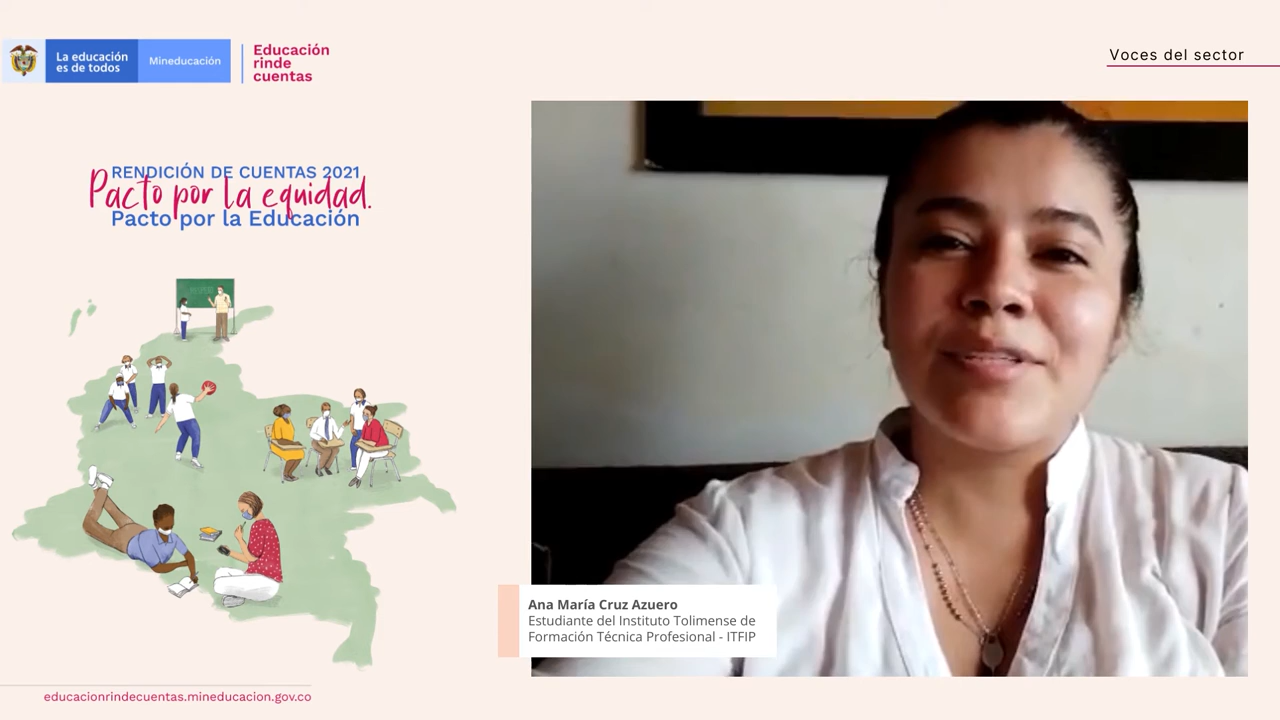 La educación
es de todos
Mineducación
Educación
rinde
cuentas
Voces del sector
RENDICIÓN DE CUENTAS 2021
Pacto por la equidad.
Pacto por la Educación
Ana María Cruz Azuero
Estudiante del Instituto Tolimense de
Formación Técnica Profesional - ITFIP
educacionrindecuentas.mineducacion.gov.co